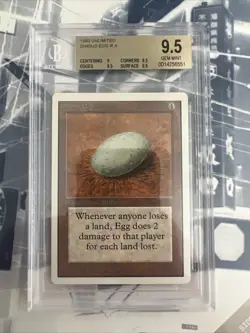 1993 UNLIMITED
DINGUS EGG R A
CENTERING 9 CORNERS 9.5
EDGES 9.5 SURFACE 9.5
9.5
GEM MINT
0014256551
Whenever anyone loses
a land, Egg does 2
damage to that player
for each land lost.